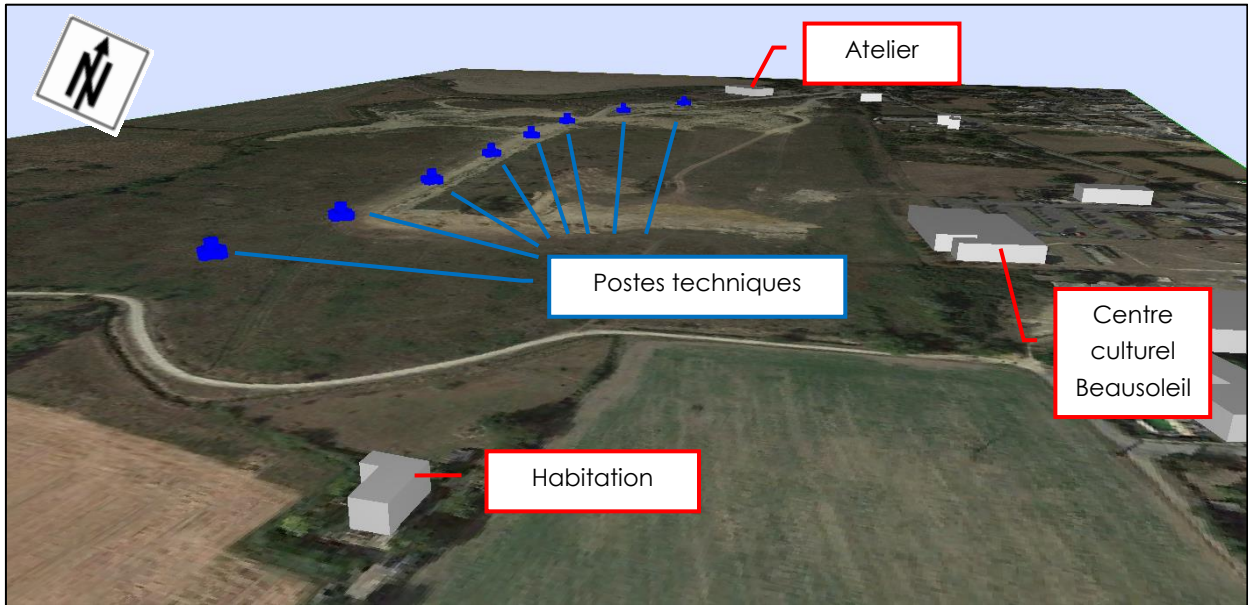 N
Atelier
Postes techniques
Centre
culturel
Beausoleil
Habitation